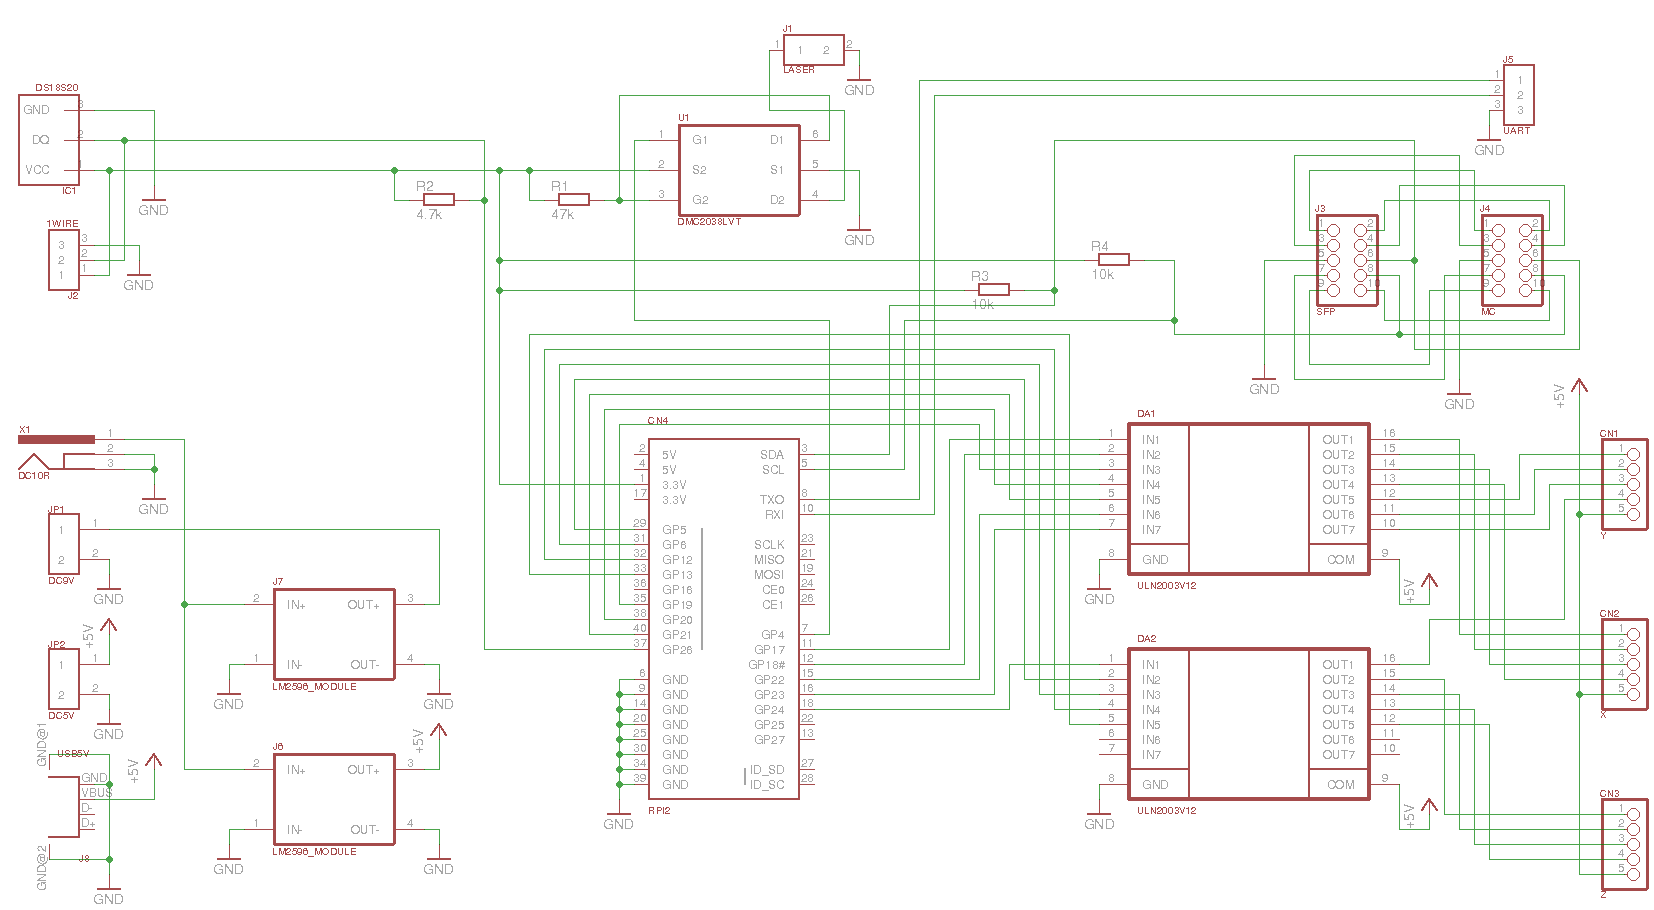 J1
1 1 2 2
LASER
GND
DS18S20
GND 3
DQ 2
VCC 1
IC1
GND
1WIRE
3 3
2 2
1 1
J2
GND
R2
4.7k
R1
47k
U1
1 G1 D1 6
2 S2 S1 5
3 G2 D2 4
DMC2038LVT
GND
J5
1 1
2 2
3 3
UART
GND
R4
10k
R3
10k
J3
1 2
3 4
5 6
7 8
9 10
SFP
GND
J4
1 2
3 4
5 6
7 8
9 10
MC
GND
X1
1
2
3
DC10R
GND
JP1
1 1
2 2
DC9V
GND
+5V
JP2
1 1
2 2
DC5V
GND
GND@1
USB5V
GND
VBUS
D-
D+
GND@2
J8
+5V
GND
J7
2 IN+ OUT+ 3
1 IN- OUT- 4
LM2596_MODULE
GND
GND
+5V
J6
2 IN+ OUT+ 3
1 IN- OUT- 4
LM2596_MODULE
GND
GND
CN4
2 5V SDA 3
4 5V SCL 5
1 3.3V
17 3.3V TXO 8
RXI 10
29 GP5
31 GP6 SCLK 23
32 GP12 MISO 21
33 GP13 MOSI 19
36 GP16 CE0 24
35 GP19 CE1 26
38 GP20
40 GP21 GP4 7
37 GP26 GP17 11
GP18# 12
6 GND GP22 15
9 GND GP23 16
14 GND GP24 18
20 GND GP25 22
25 GND GP27 13
30 GND
34 GND ID_SD 27
39 GND ID_SC 28
RPI2
GND
DA1
1 IN1 OUT1 16
2 IN2 OUT2 15
3 IN3 OUT3 14
4 IN4 OUT4 13
5 IN5 OUT5 12
6 IN6 OUT6 11
7 IN7 OUT7 10
8 GND COM 9
ULN2003V12
GND
+5V
DA2
1 IN1 OUT1 16
2 IN2 OUT2 15
3 IN3 OUT3 14
4 IN4 OUT4 13
5 IN5 OUT5 12
6 IN6 OUT6 11
7 IN7 OUT7 10
8 GND COM 9
ULN2003V12
GND
+5V
+5V
CN1
1
2
3
4
5
Y
CN2
1
2
3
4
5
X
CN3
1
2
3
4
5
Z